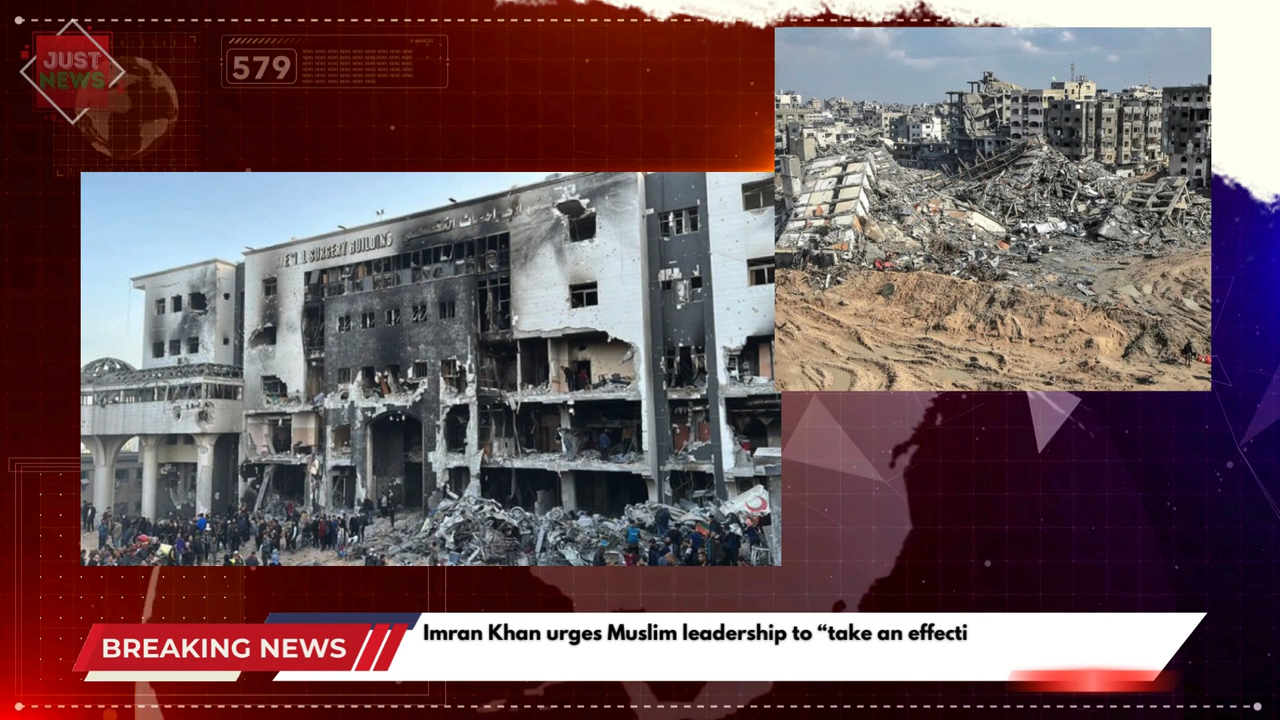 JUST
NEWS
579
SURGERY BUILDING
BREAKING NEWS
Imran Khan urges Muslim leadership to “take an effecti